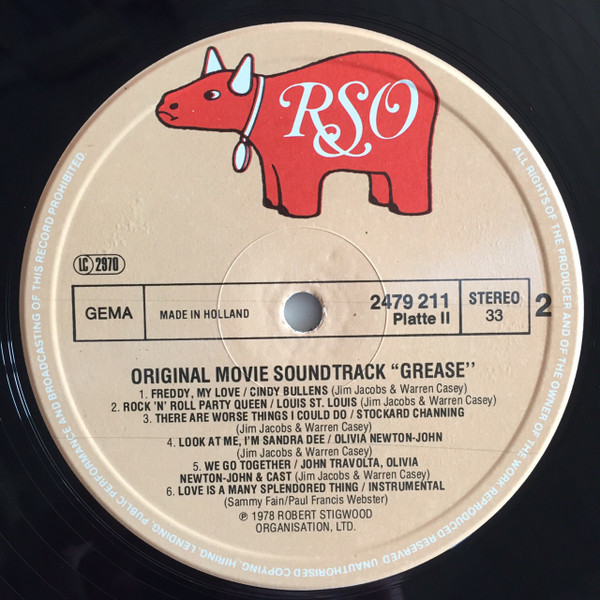 RSO
LC 2970
GEMA
MADE IN HOLLAND
2479 211
Platte II
STEREO
33
2
ORIGINAL MOVIE SOUNDTRACK “GREASE”
1. FREDDY, MY LOVE / CINDY BULLENS (Jim Jacobs & Warren Casey)
2. ROCK 'N' ROLL PARTY QUEEN / LOUIS ST. LOUIS (Jim Jacobs & Warren Casey)
3. THERE ARE WORSE THINGS I COULD DO / STOCKARD CHANNING
(Jim Jacobs & Warren Casey)
4. LOOK AT ME, I'M SANDRA DEE / OLIVIA NEWTON-JOHN
(Jim Jacobs & Warren Casey)
5. WE GO TOGETHER / JOHN TRAVOLTA, OLIVIA
NEWTON-JOHN & CAST (Jim Jacobs & Warren Casey)
6. LOVE IS A MANY SPLENDORED THING / INSTRUMENTAL
(Sammy Fain/Paul Francis Webster)
℗ 1978 ROBERT STIGWOOD
ORGANISATION, LTD.
ALL RIGHTS OF THE PRODUCER AND OF THE OWNER OF THE WORK REPRODUCED RESERVED. UNAUTHORISED COPYING, HIRING, LENDING, PUBLIC PERFORMANCE AND BROADCASTING OF THIS RECORD PROHIBITED.